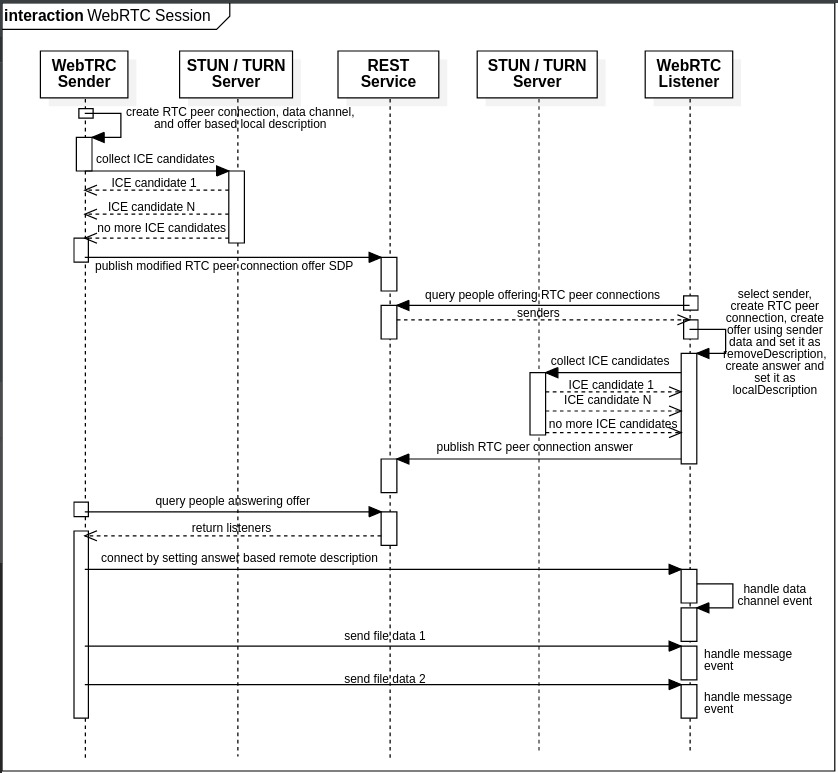 interaction WebRTC Session
WebTRC
Sender
STUN / TURN
Server
REST
Service
STUN / TURN
Server
WebRTC
Listener
create RTC peer connection, data channel,
and offer based local description
collect ICE candidates
ICE candidate 1
ICE candidate N
no more ICE candidates
publish modified RTC peer connection offer SDP
query people offering RTC peer connections
senders
select sender,
create RTC peer
connection, create
offer using sender
data and set it as
removeDescription,
create answer and
set it as
localDescription
collect ICE candidates
ICE candidate 1
ICE candidate N
no more ICE candidates
publish RTC peer connection answer
query people answering offer
return listeners
connect by setting answer based remote description
handle data
channel event
send file data 1
handle message
event
send file data 2
handle message
event